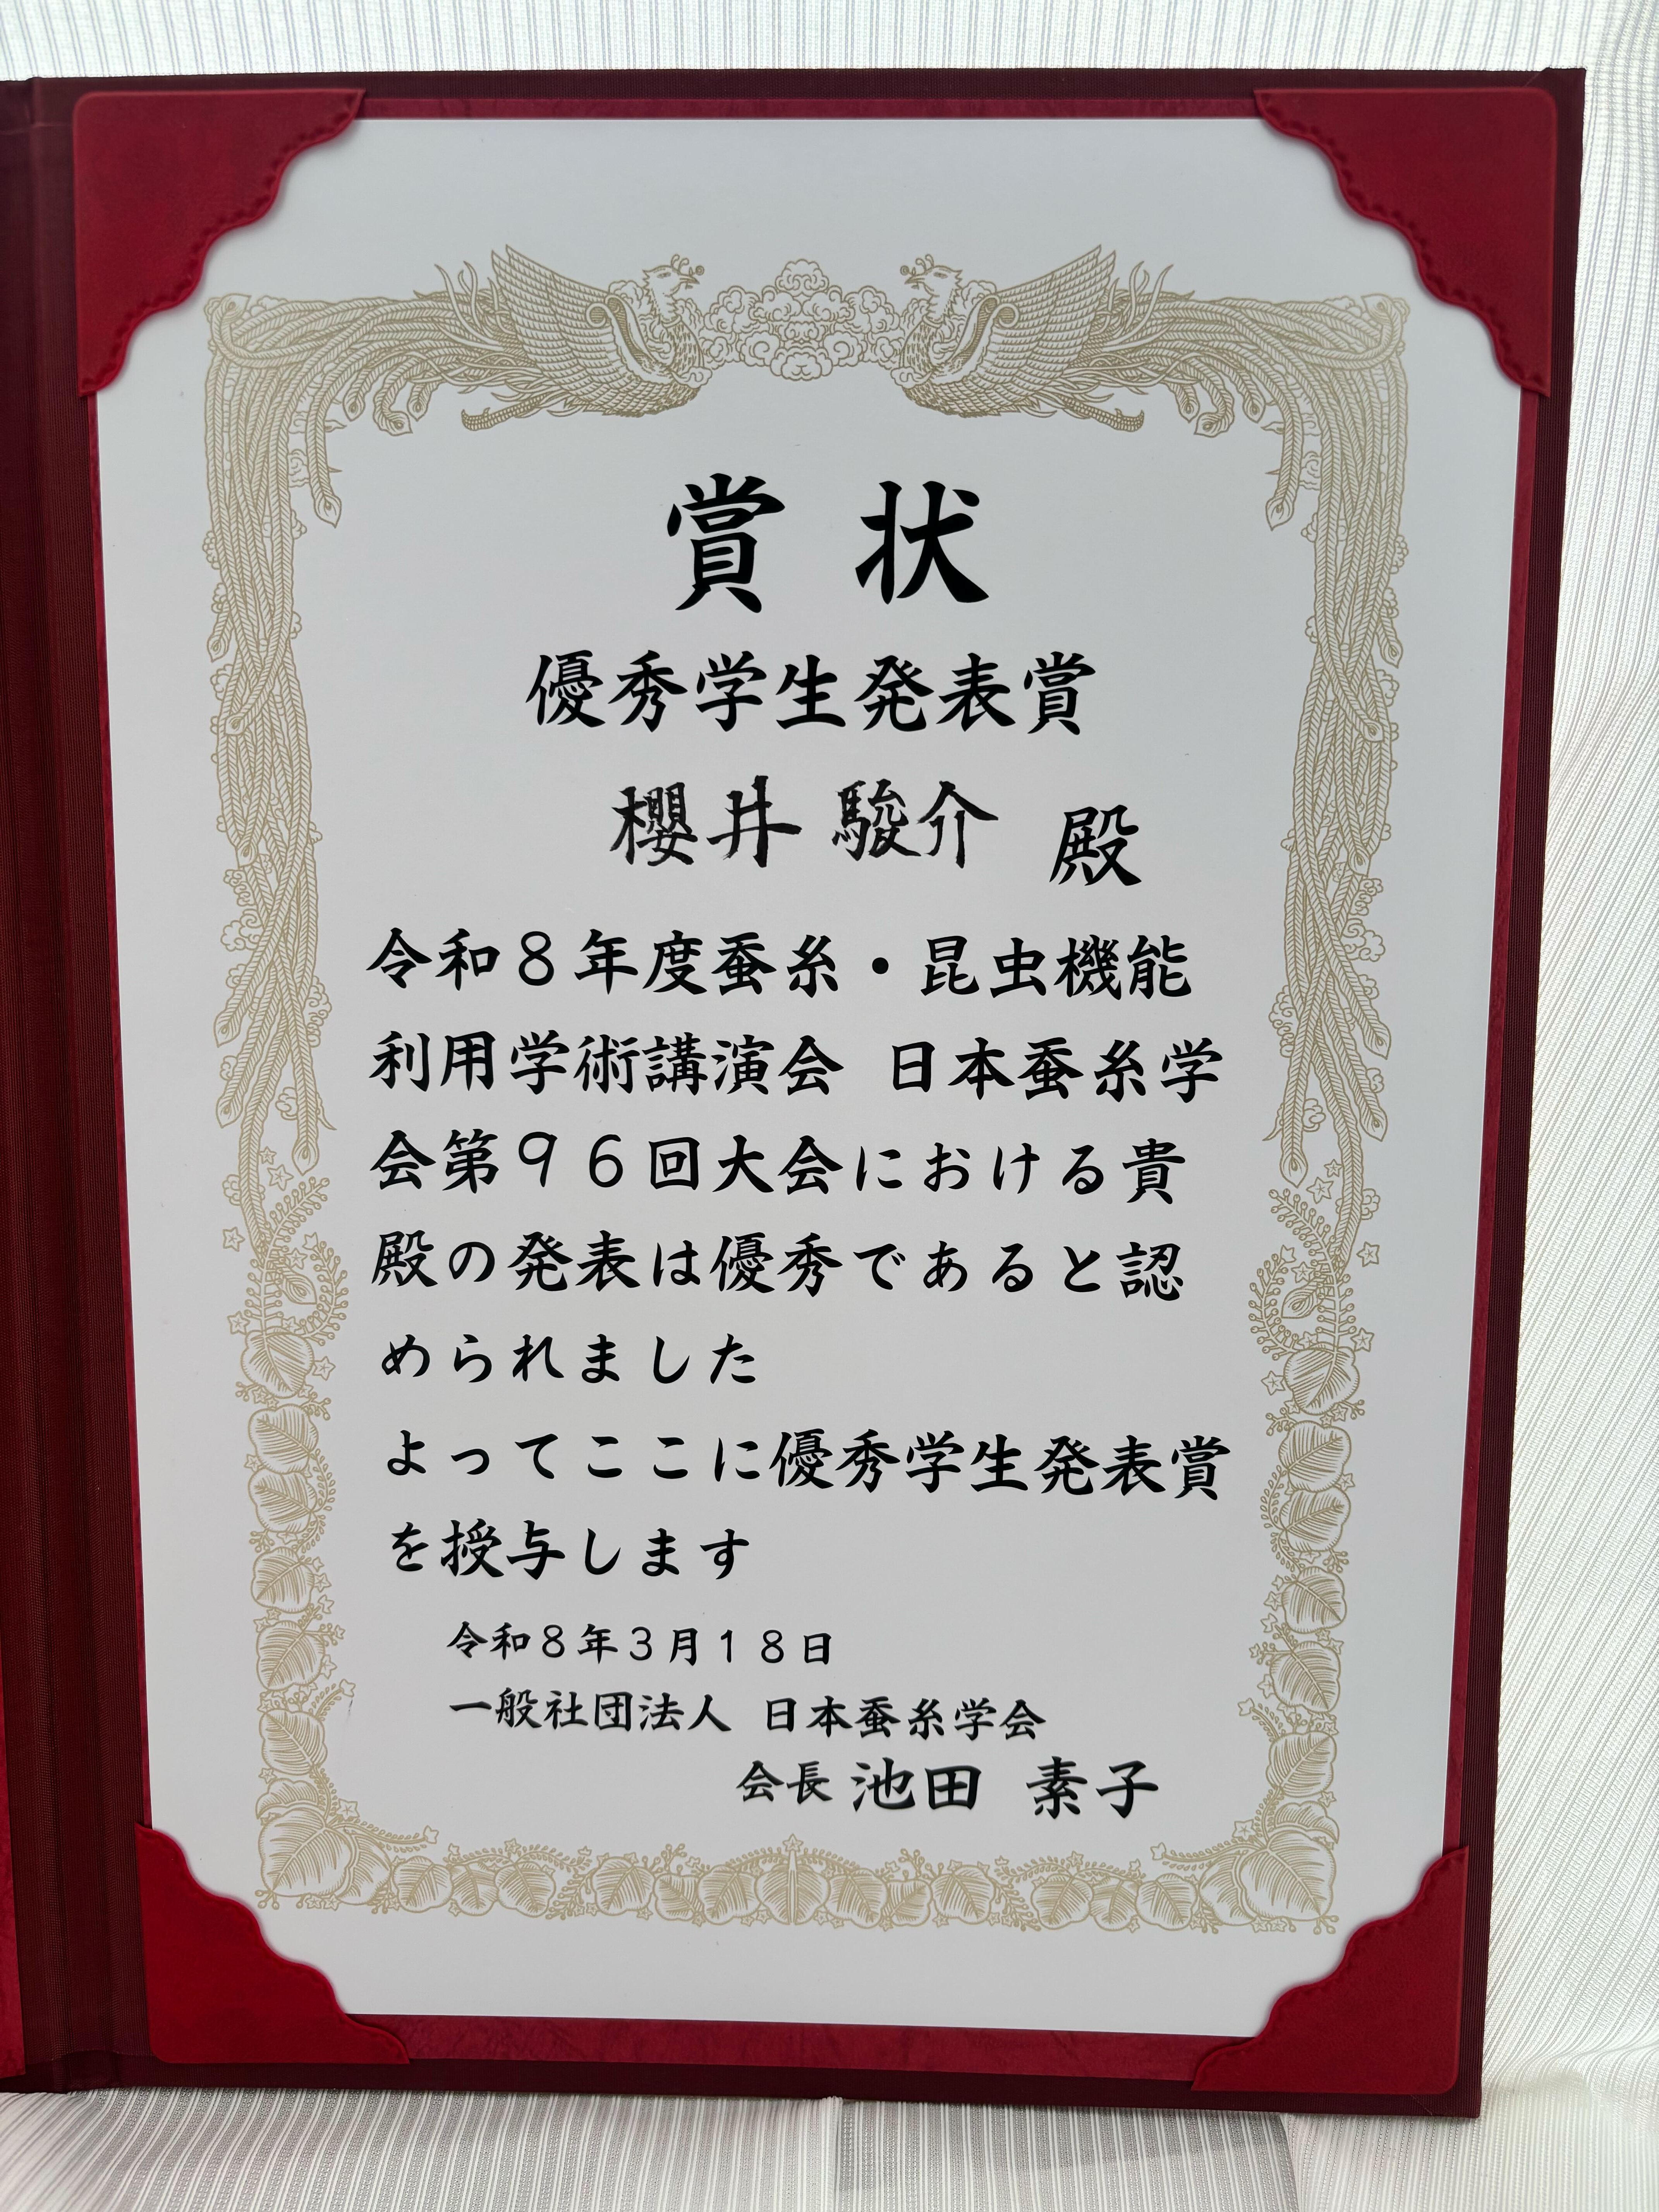 賞状
優秀学生発表賞
櫻井 駿介 殿
令和８年度蚕糸・昆虫機能
利用学術講演会 日本蚕糸学
会第９６回大会における貴
殿の発表は優秀であると認
められました
よってここに優秀学生発表賞
を授与します
令和８年３月１８日
一般社団法人 日本蚕糸学会
会長 池田 素子